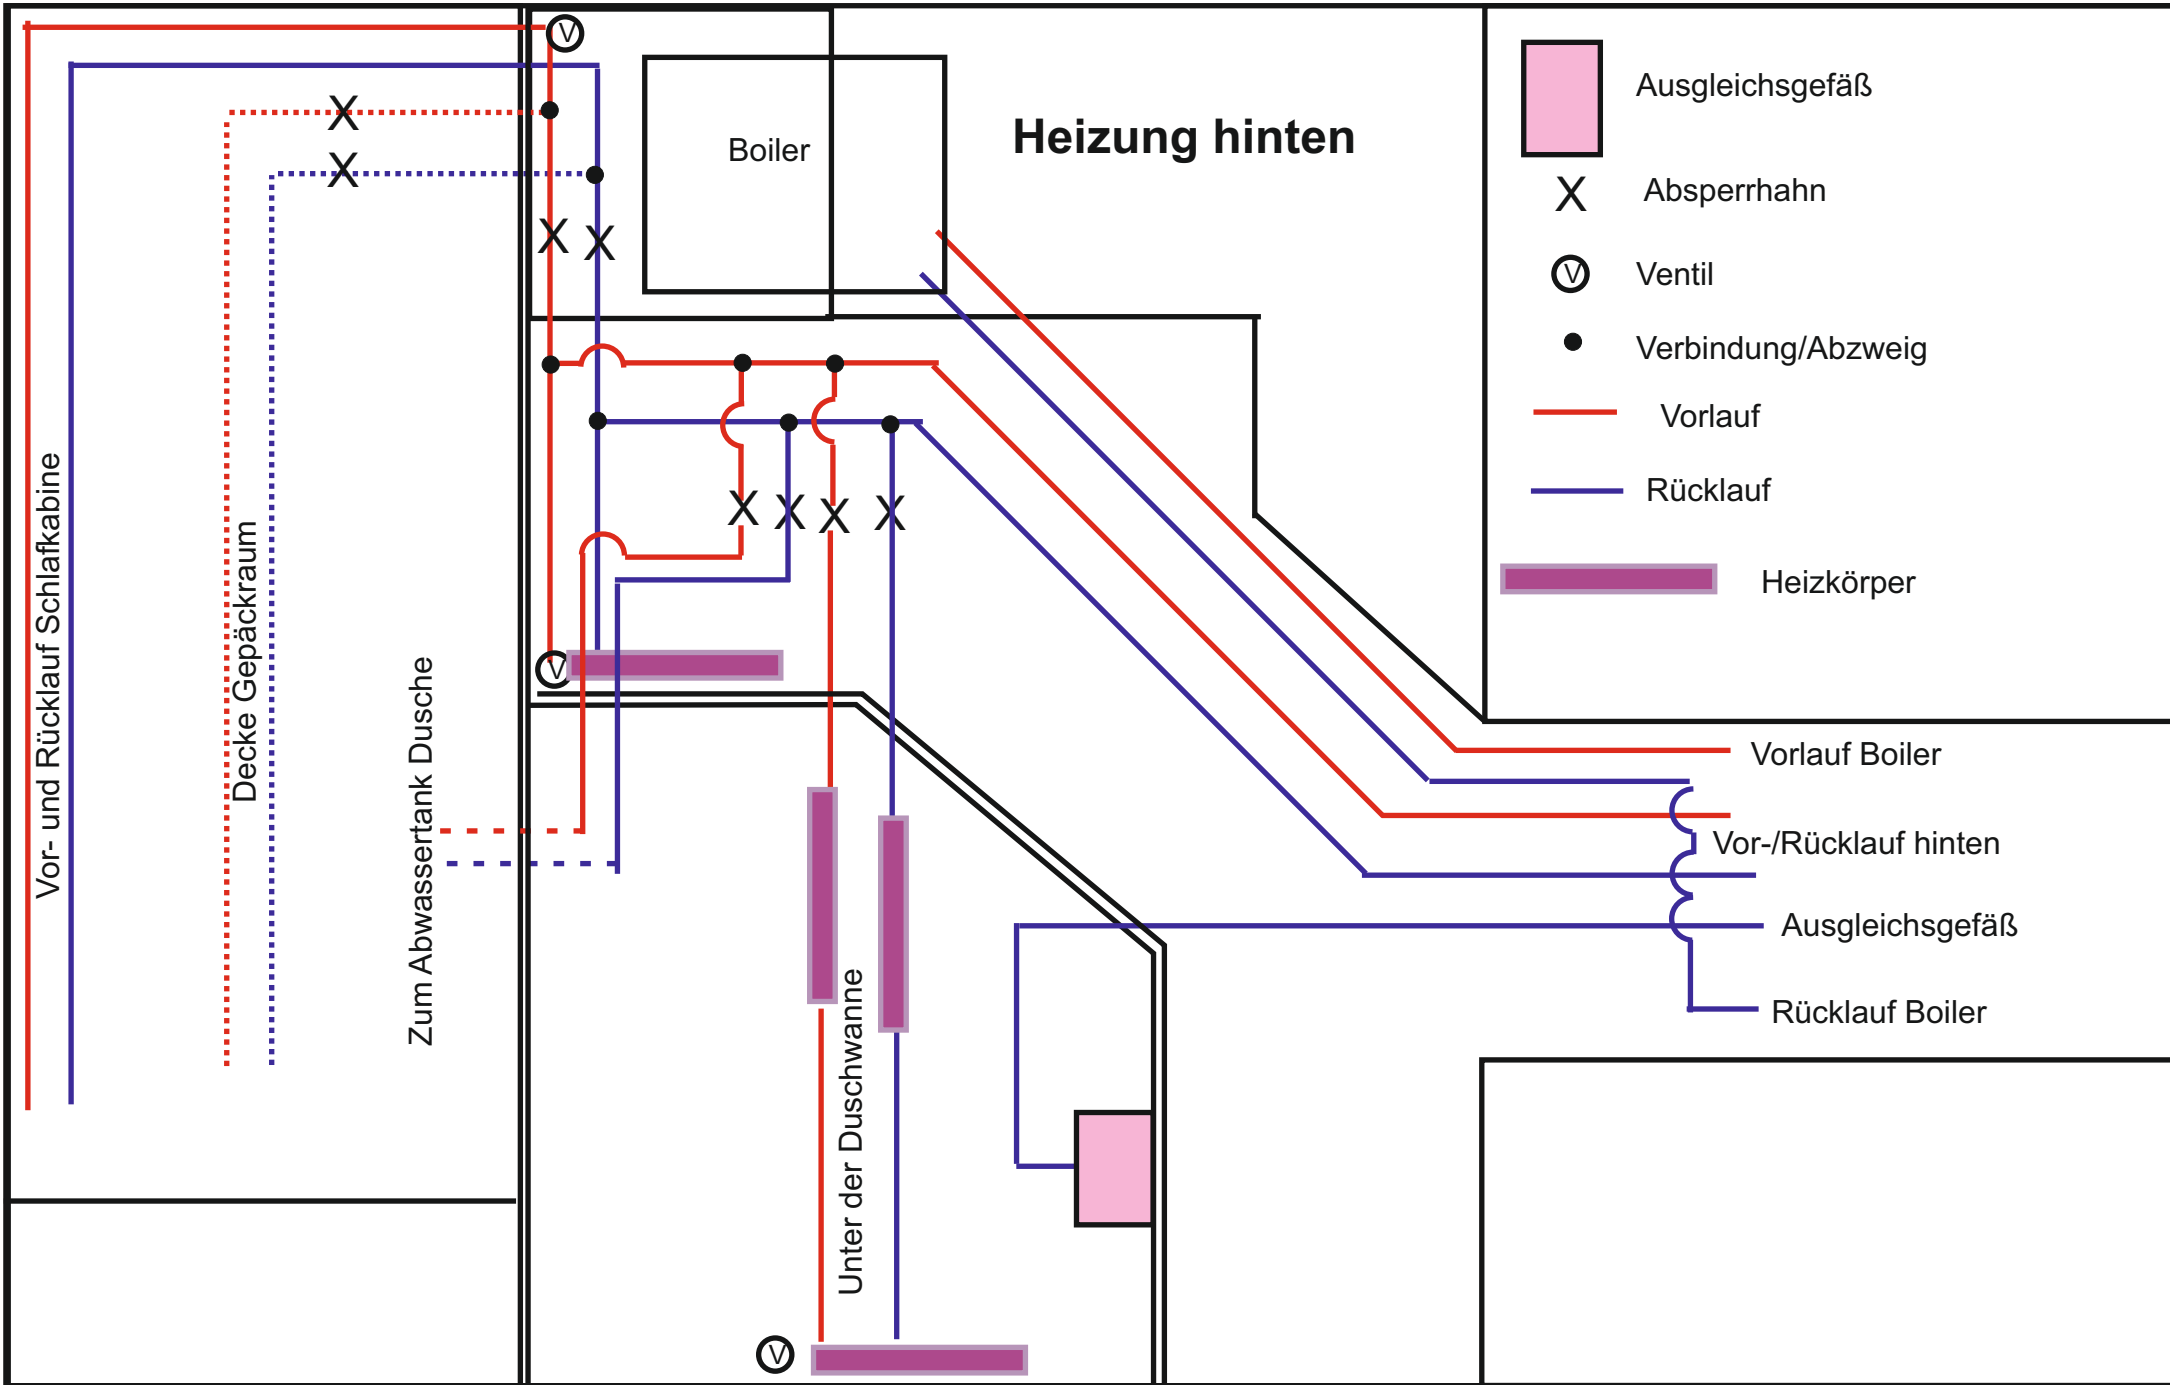 V
Boiler
Heizung hinten
X
X
X
X
Vor- und Rücklauf Schlafkabine
Decke Gepäckraum
Zum Abwassertank Dusche
X
X
X
X
V
Unter der Duschwanne
V
Ausgleichsgefäß
X Absperrhahn
V Ventil
Verbindung/Abzweig
Vorlauf
Rücklauf
Heizkörper
Vorlauf Boiler
Vor-/Rücklauf hinten
Ausgleichsgefäß
Rücklauf Boiler